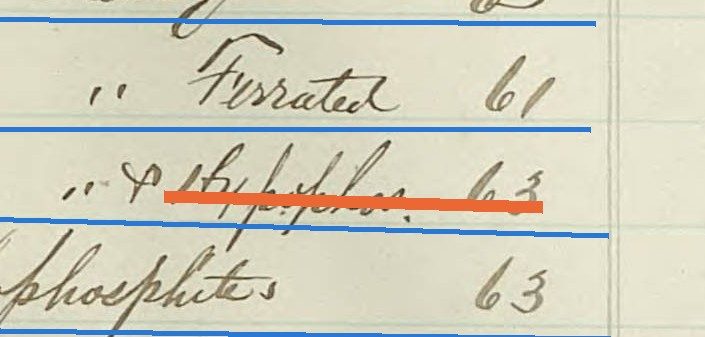 " Ferrated 61
" & Hypophos. 63
phosphites 63